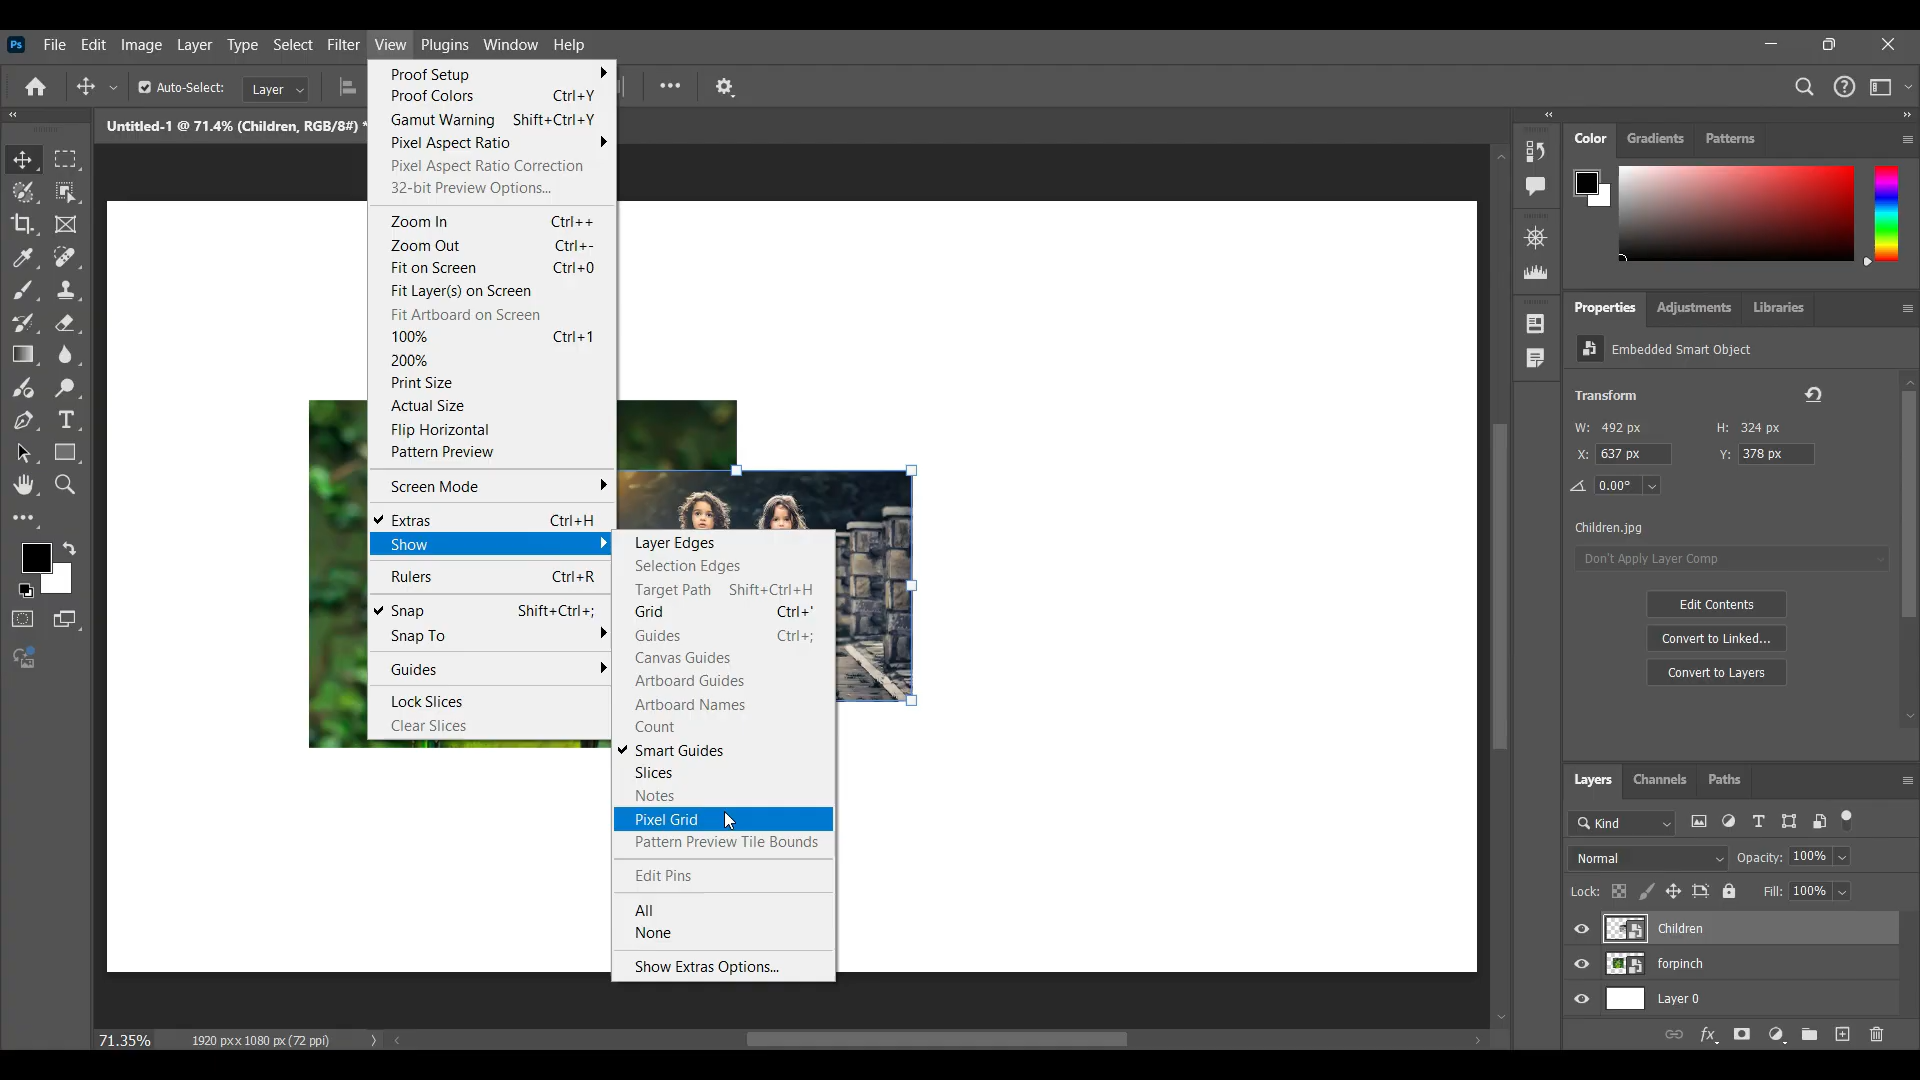 Ps File Edit Image Layer Type Select Filter View Plugins Window Help
Auto-Select: Layer
Untitled-1 @ 71.4% (Children, RGB/8#) *
Proof Setup
Proof Colors Ctrl+Y
Gamut Warning Shift+Ctrl+Y
Pixel Aspect Ratio
Pixel Aspect Ratio Correction
32-bit Preview Options...
Zoom In Ctrl++
Zoom Out Ctrl+-
Fit on Screen Ctrl+0
Fit Layer(s) on Screen
Fit Artboard on Screen
100% Ctrl+1
200%
Print Size
Actual Size
Flip Horizontal
Pattern Preview
Screen Mode
Extras Ctrl+H
Show
Rulers Ctrl+R
Snap Shift+Ctrl+;
Snap To
Guides
Lock Slices
Clear Slices
Layer Edges
Selection Edges
Target Path Shift+Ctrl+H
Grid Ctrl+'
Guides Ctrl+;
Canvas Guides
Artboard Guides
Artboard Names
Count
Smart Guides
Slices
Notes
Pixel Grid
Pattern Preview Tile Bounds
Edit Pins
All
None
Show Extras Options...
Color Gradients Patterns
Properties Adjustments Libraries
Embedded Smart Object
Transform
W: 492 px H: 324 px
X: 637 px Y: 378 px
0.00°
Children.jpg
Don't Apply Layer Comp
Edit Contents
Convert to Linked...
Convert to Layers
Layers Channels Paths
Kind
Normal Opacity: 100%
Lock: Fill: 100%
Children
forpinch
Layer 0
fx
71.35% 1920 px x 1080 px (72 ppi)